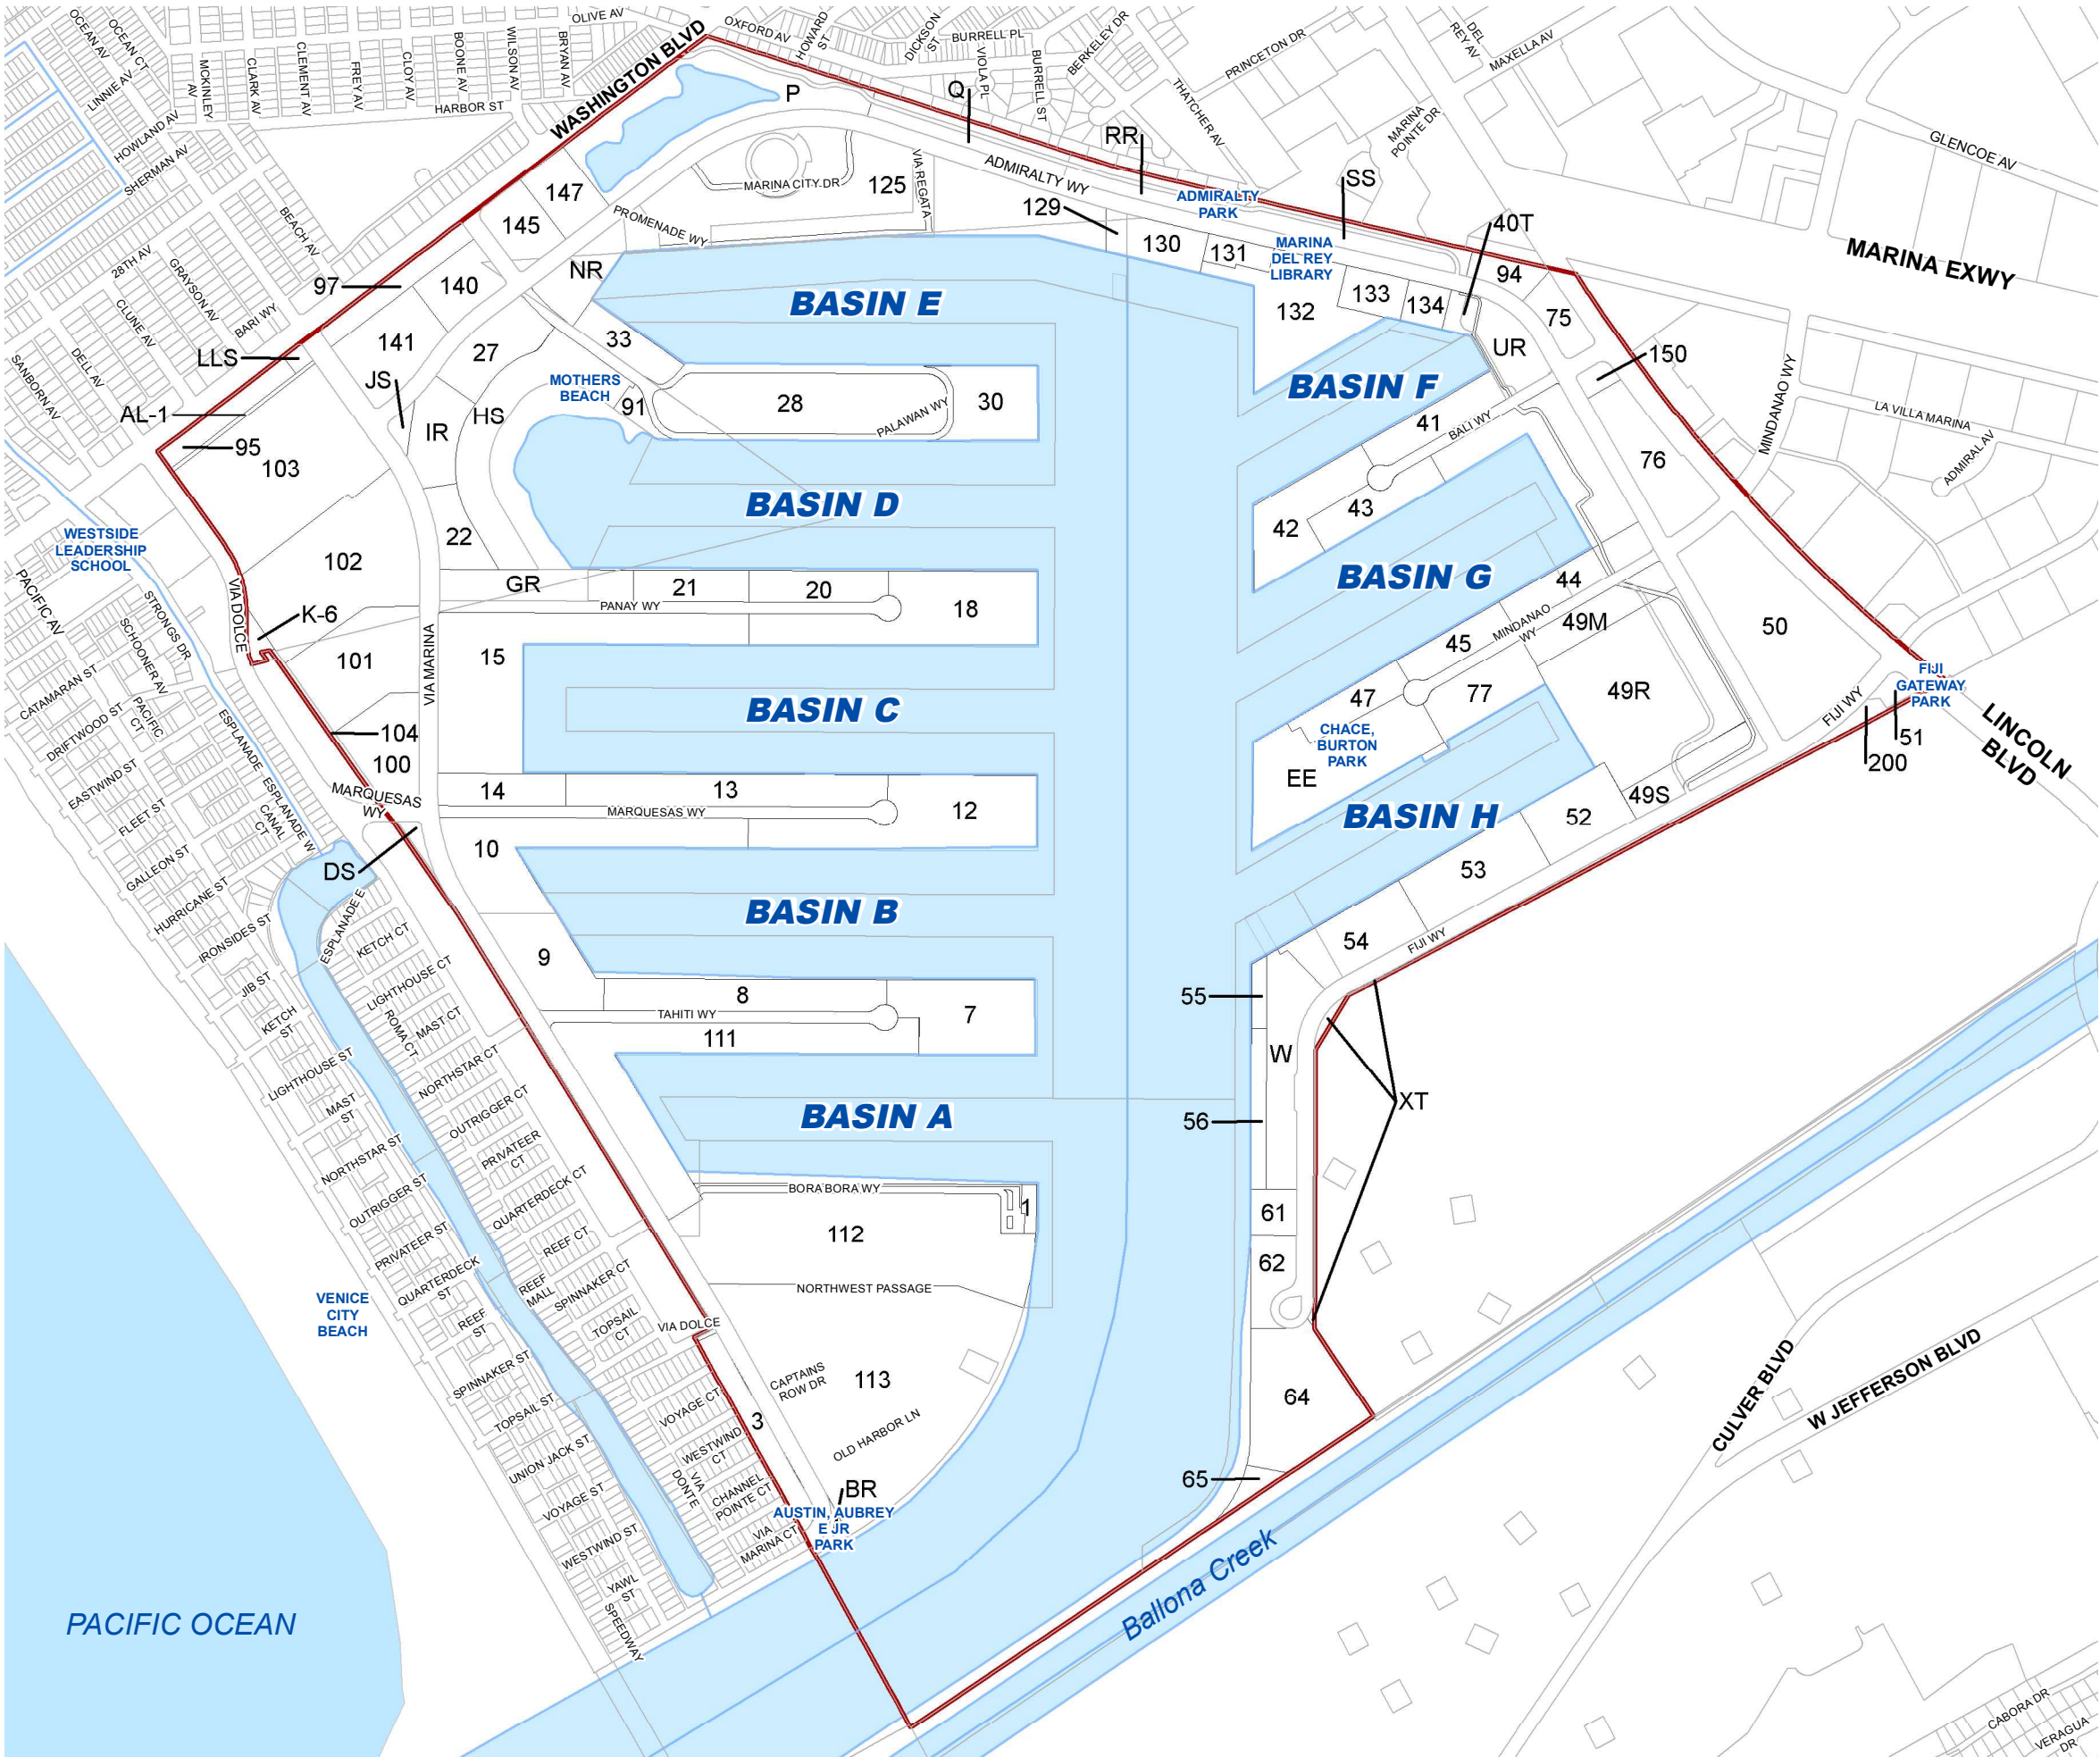 OCEAN AV
OCEAN CT
LINNIE AV
HOWLAND AV
SHERMAN AV
MCKINLEY
AV
CLARK AV
CLEMENT AV
FREY AV
CLOY AV
BOONE AV
WILSON AV
BRYAN AV
OLIVE AV
HARBOR ST
WASHINGTON BLVD
OXFORD AV
HOWARD
ST
DICKSON
ST
BURRELL PL
VIOLA PL
BURRELL ST
BERKELEY DR
THATCHER AV
PRINCETON DR
DEL
REY AV
MAXELLA AV
MARINA
POINTE DR
GLENCOE AV
MARINA EXWY
P
Q
RR
SS
ADMIRALTY WY
ADMIRALTY
PARK
MARINA CITY DR
125
VIA REGATA
PROMENADE WY
147
145
129
130
131
MARINA
DEL REY
LIBRARY
132
133
134
40T
94
75
UR
150
MINDANAO WY
LA VILLA MARINA
ADMIRAL AV
BEACH AV
28TH AV
GRAYSON AV
CLUNE AV
BARI WY
DELL AV
SANBORN AV
97
140
141
LLS
AL-1
95
103
NR
33
27
JS
IR
HS
MOTHERS
BEACH
91
28
PALAWAN WY
30
BASIN E
BASIN F
BASIN D
41
BALI WY
42
43
76
BASIN G
44
WESTSIDE
LEADERSHIP
SCHOOL
PACIFIC AV
STRONGS DR
SCHOONER AV
VIA DOLCE
102
22
K-6
101
GR
21
20
PANAY WY
18
15
VIA MARINA
BASIN C
45
MINDANAO
WY
49M
50
47
77
49R
CHACE,
BURTON
PARK
EE
BASIN H
FIJI
GATEWAY
PARK
FIJI WY
51
200
LINCOLN
BLVD
CATAMARAN ST
DRIFTWOOD ST
PACIFIC
CT
EASTWIND ST
FLEET ST
ESPLANADE
ESPLANADE W
CANAL
CT
GALLEON ST
HURRICANE ST
IRONSIDES ST
104
100
MARQUESAS
WY
DS
14
13
MARQUESAS WY
12
10
BASIN B
49S
52
53
54
FIJI WY
ESPLANADE E
KETCH CT
LIGHTHOUSE CT
ROMA CT
MAST CT
NORTHSTAR CT
OUTRIGGER CT
PRIVATEER
CT
QUARTERDECK CT
REEF CT
REEF
MALL
SPINNAKER CT
TOPSAIL
CT
VIA DOLCE
JIB ST
KETCH
ST
LIGHTHOUSE ST
MAST
ST
NORTHSTAR ST
OUTRIGGER ST
PRIVATEER ST
QUARTERDECK
ST
REEF
ST
SPINNAKER ST
TOPSAIL ST
UNION JACK ST
VOYAGE ST
WESTWIND ST
YAWL
ST
SPEEDWAY
9
8
TAHITI WY
7
111
BASIN A
55
W
56
XT
61
62
64
65
BORA BORA WY
1
112
NORTHWEST PASSAGE
CAPTAINS
ROW DR
113
OLD HARBOR LN
3
BR
VOYAGE CT
WESTWIND
CT
VIA
DONTE
CHANNEL
POINTE CT
VIA
MARINA CT
AUSTIN, AUBREY
E JR
PARK
VENICE
CITY
BEACH
PACIFIC OCEAN
Ballona Creek
CULVER BLVD
W JEFFERSON BLVD
CABORA DR
VERAGUA
DR